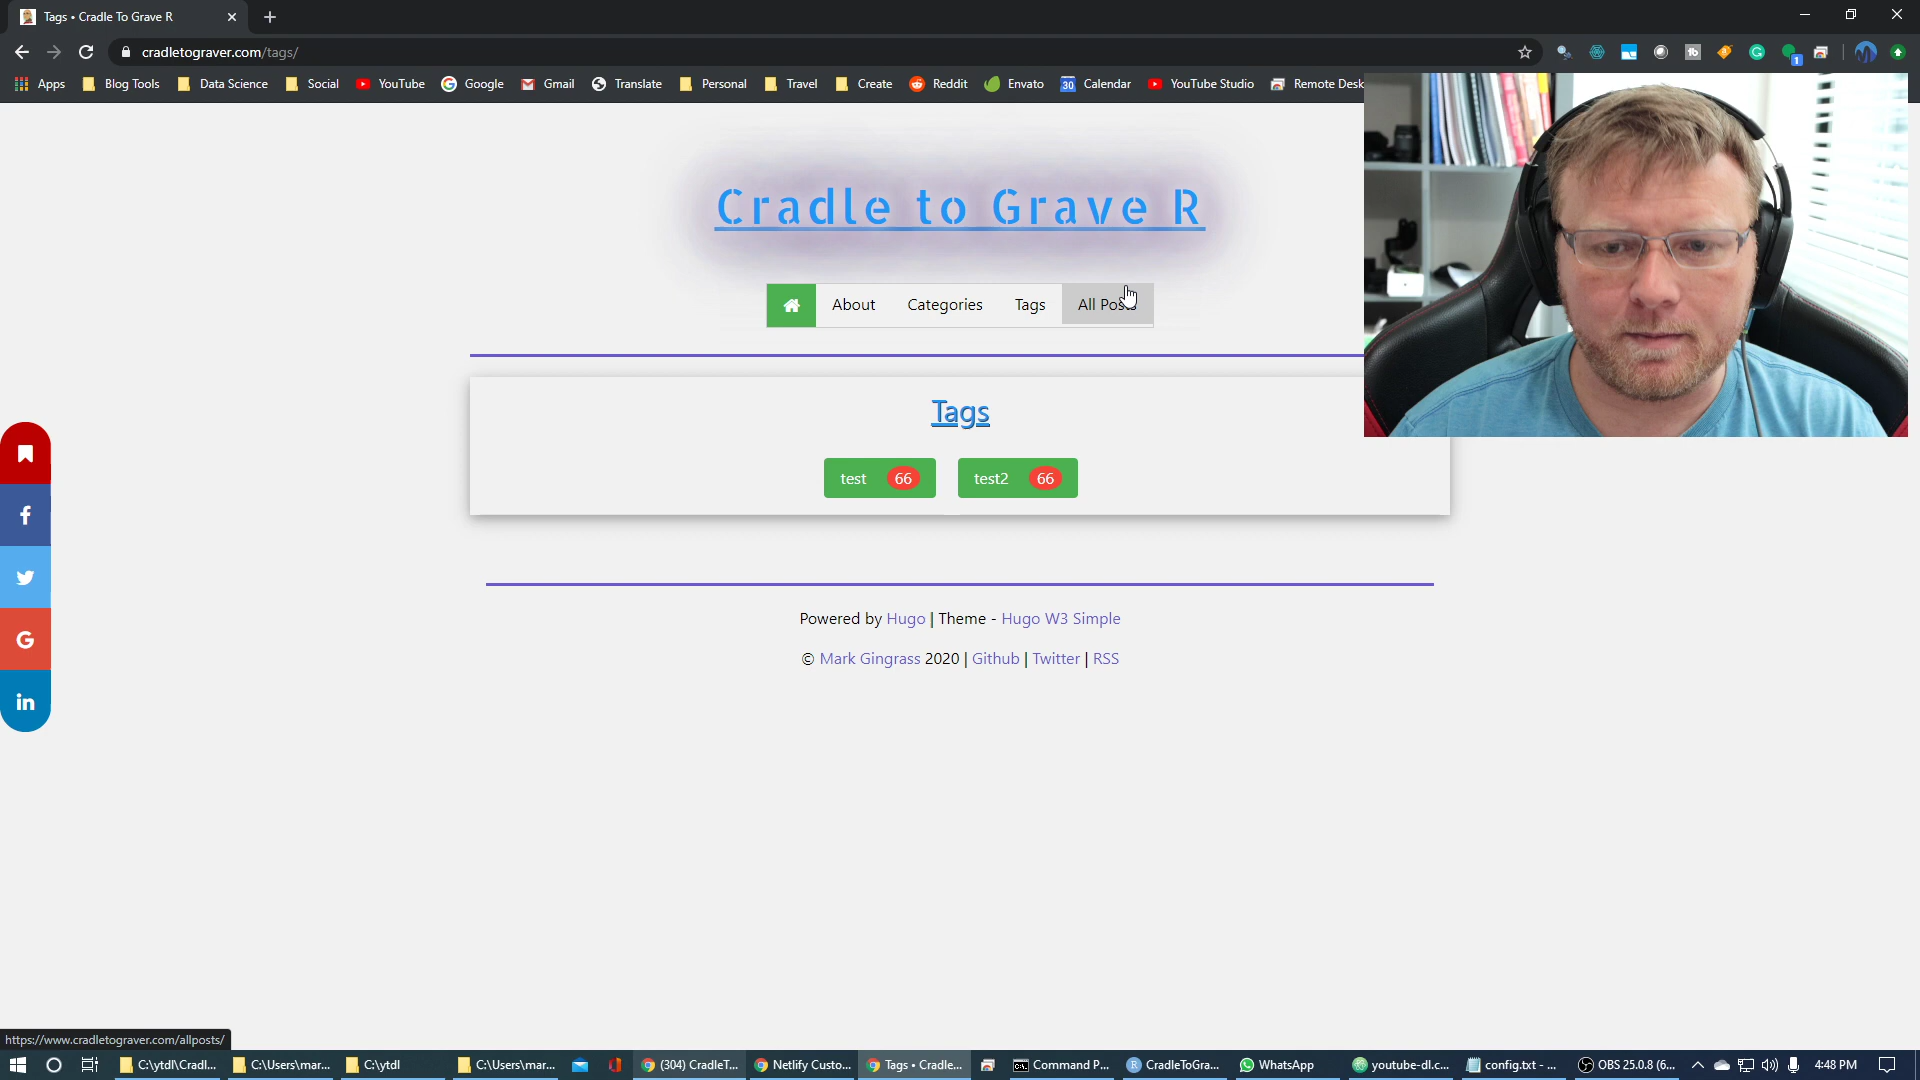 Tags • Cradle To Grave R
cradletograver.com/tags/
Apps Blog Tools Data Science Social YouTube Google Gmail Translate Personal Travel Create Reddit Envato 30 Calendar YouTube Studio Remote Desk
Cradle to Grave R
About Categories Tags All Posts
Tags
test 66 test2 66
Powered by Hugo | Theme - Hugo W3 Simple
© Mark Gingrass 2020 | Github | Twitter | RSS
https://www.cradletograver.com/allposts/
C:\ytdl\Cradl... C:\Users\mar... C:\ytdl C:\Users\mar... (304) CradleT... Netlify Custo... Tags • Cradle... Command P... CradleToGra... WhatsApp youtube-dl.c... config.txt - ... OBS 25.0.8 (6... 4:48 PM